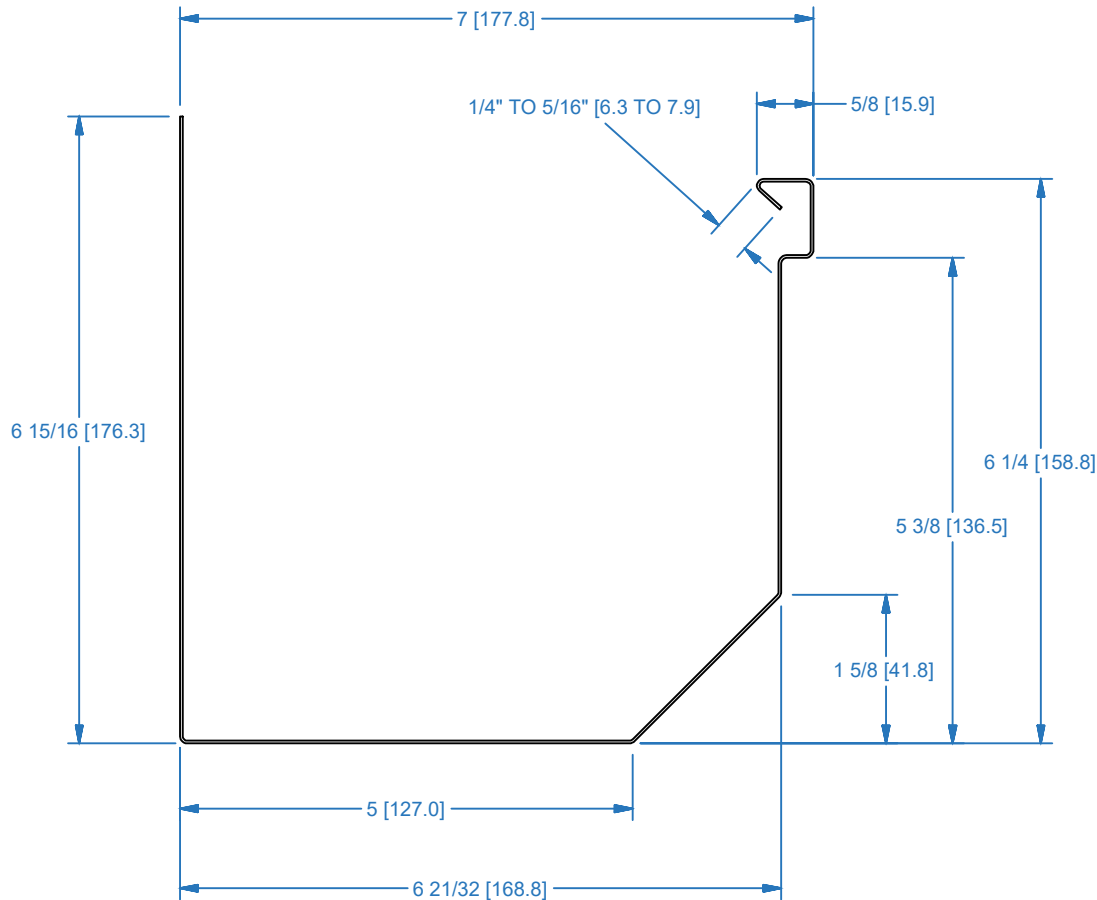 7 [177.8]
1/4" TO 5/16" [6.3 TO 7.9]
5/8 [15.9]
6 15/16 [176.3]
6 1/4 [158.8]
5 3/8 [136.5]
1 5/8 [41.8]
5 [127.0]
6 21/32 [168.8]